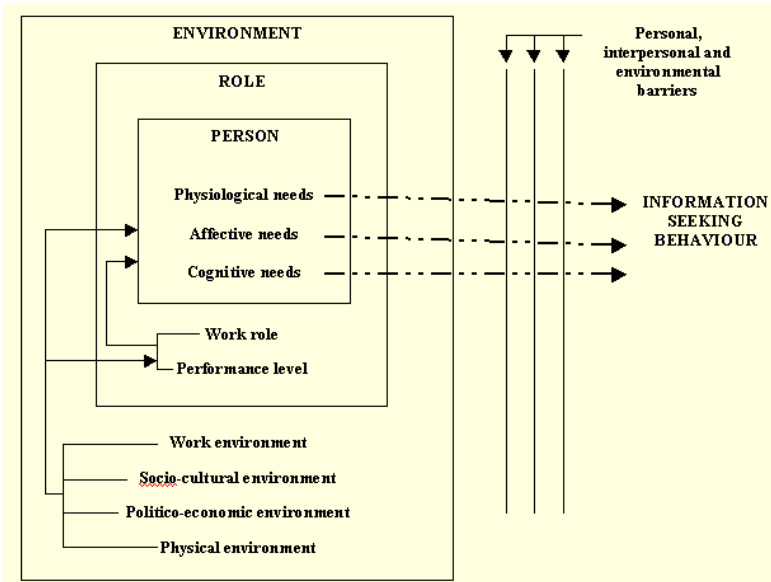 ENVIRONMENT
ROLE
PERSON
Physiological needs
Affective needs
Cognitive needs
Work role
Performance level
Work environment
Socio-cultural environment
Politico-economic environment
Physical environment
Personal,
interpersonal and
environmental
barriers
INFORMATION
SEEKING
BEHAVIOUR